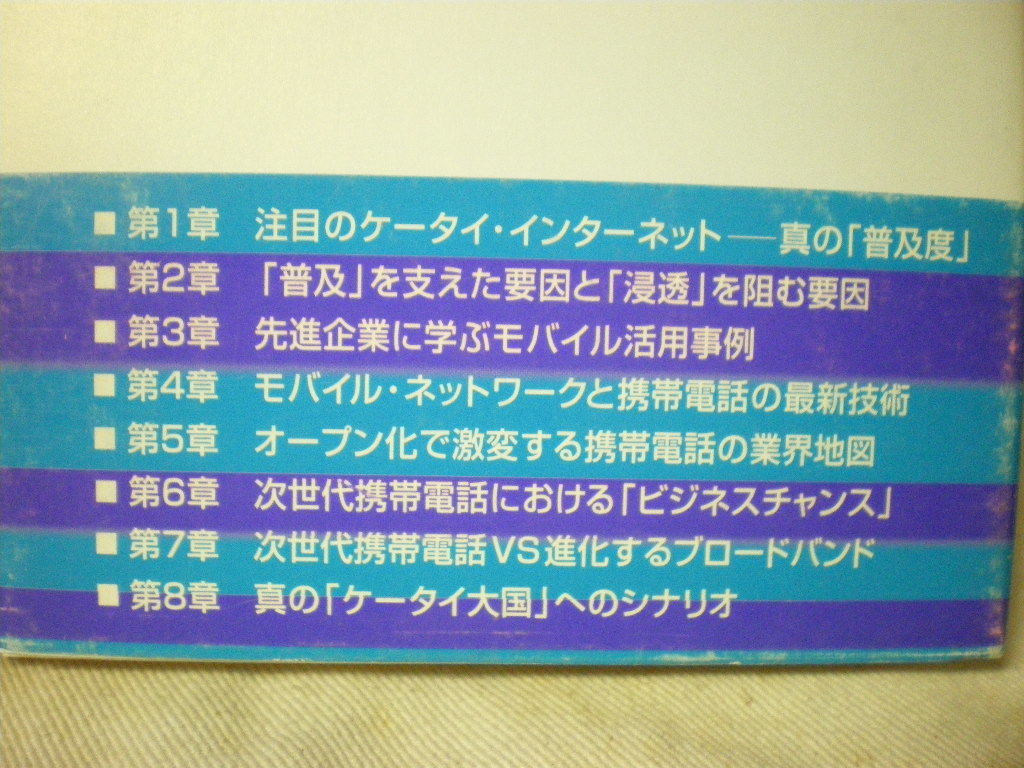 ■ 第1章 注目のケータイ・インターネット──真の「普及度」
■ 第2章 「普及」を支えた要因と「浸透」を阻む要因
■ 第3章 先進企業に学ぶモバイル活用事例
■ 第4章 モバイル・ネットワークと携帯電話の最新技術
■ 第5章 オープン化で激変する携帯電話の業界地図
■ 第6章 次世代携帯電話における「ビジネスチャンス」
■ 第7章 次世代携帯電話VS進化するブロードバンド
■ 第8章 真の「ケータイ大国」へのシナリオ